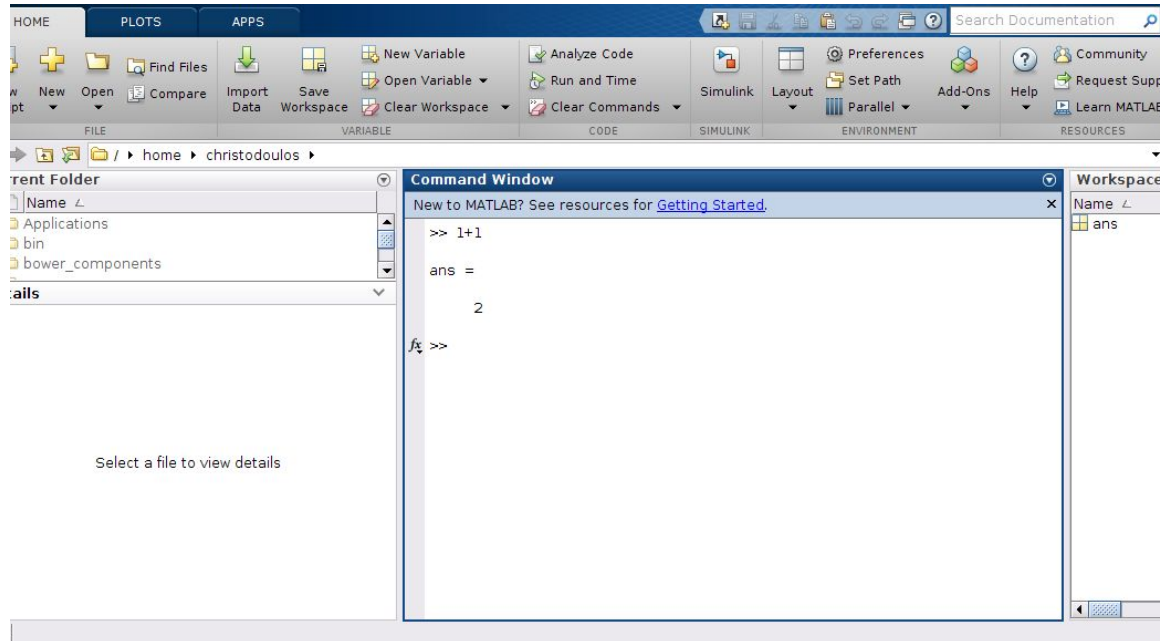 HOME PLOTS APPS
Search Documentation
New Open Find Files Compare
Import Data Save Workspace
New Variable
Open Variable
Clear Workspace
Analyze Code
Run and Time
Clear Commands
Simulink Layout
Preferences
Set Path
Parallel
Add-Ons Help
Community
Request Supp
Learn MATLAB
FILE VARIABLE CODE SIMULINK ENVIRONMENT RESOURCES
/ home christodoulos
rrent Folder
Name
Applications
bin
bower_components
ails
Select a file to view details
Command Window
New to MATLAB? See resources for Getting Started.
>> 1+1
ans =
2
fx >>
Workspace
Name
ans